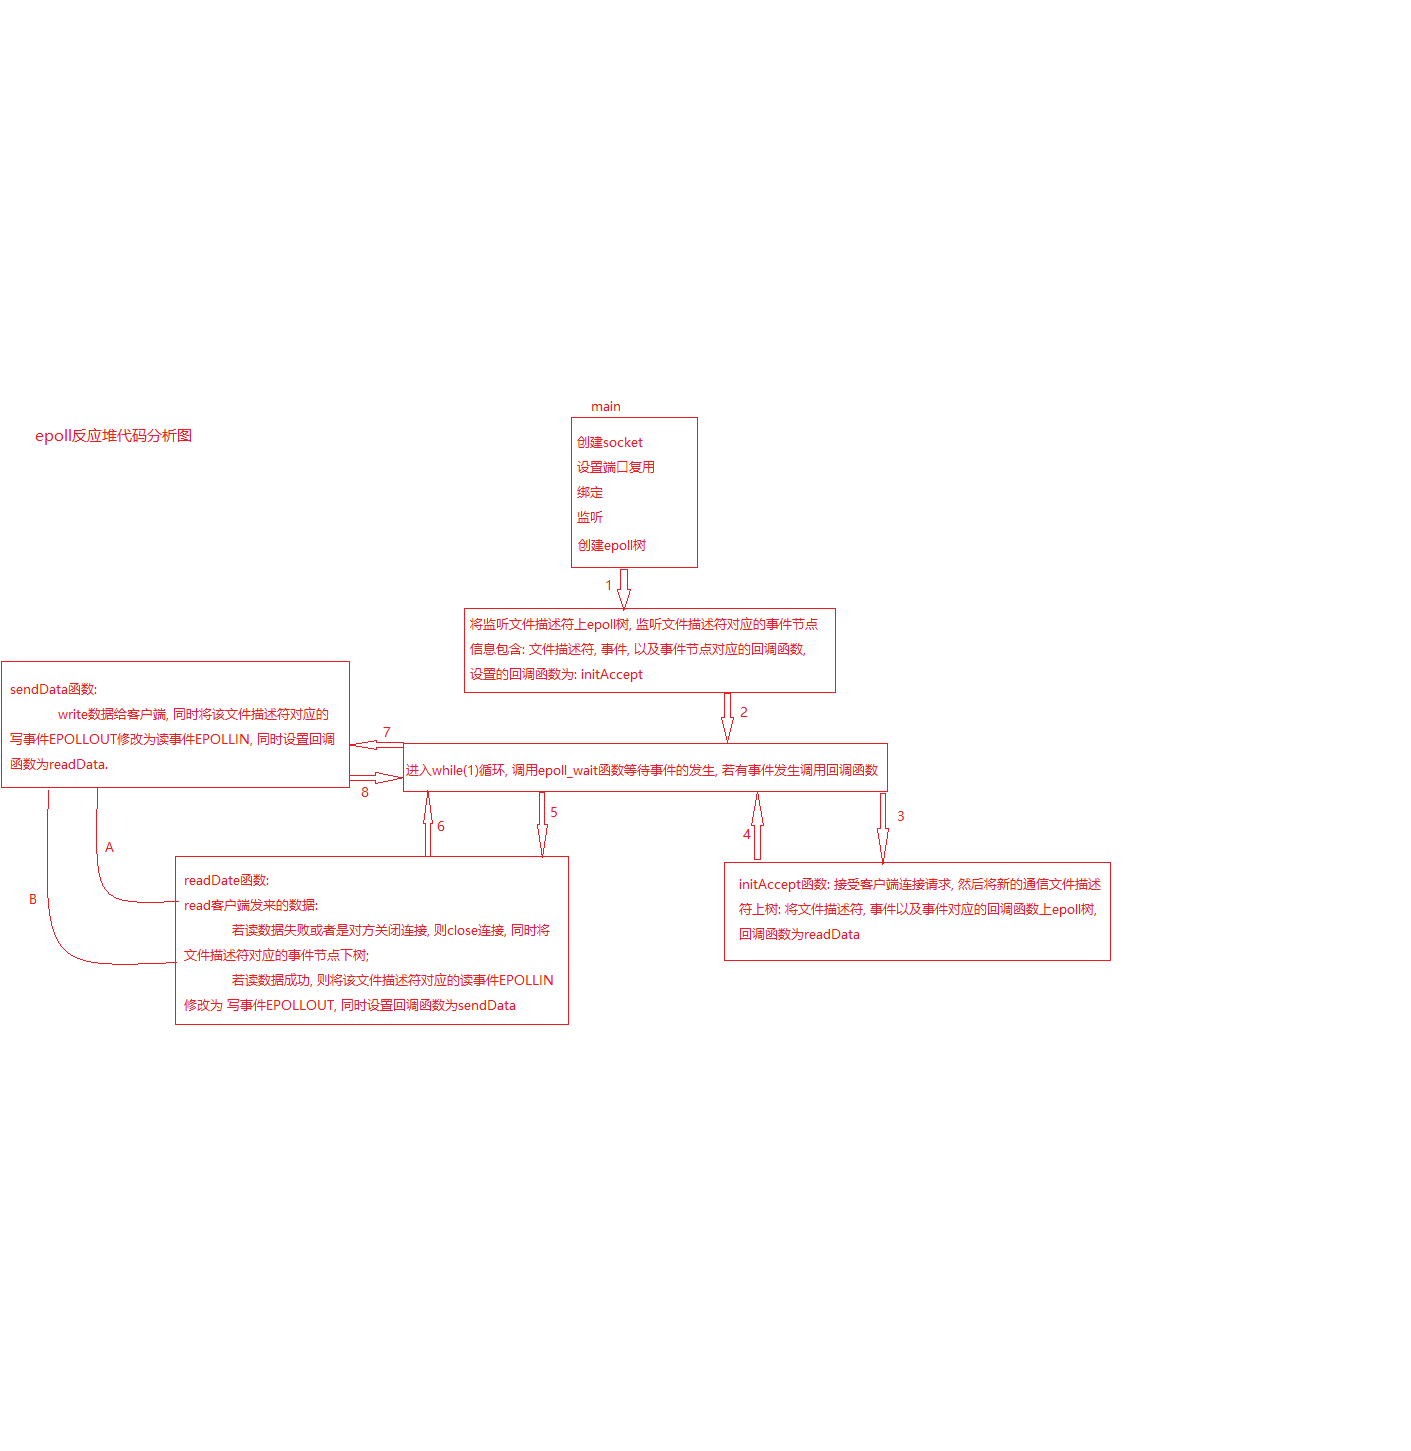 main
epoll反应堆代码分析图
创建socket
设置端口复用
绑定
监听
创建epoll树
1
将监听文件描述符上epoll树, 监听文件描述符对应的事件节点
信息包含: 文件描述符, 事件, 以及事件节点对应的回调函数,
设置的回调函数为: initAccept
2
sendData函数:
write数据给客户端, 同时将该文件描述符对应的
写事件EPOLLOUT修改为读事件EPOLLIN, 同时设置回调
函数为readData.
7
进入while(1)循环, 调用epoll_wait函数等待事件的发生, 若有事件发生调用回调函数
8
6
5
4
3
A
B
readDate函数:
read客户端发来的数据:
若读数据失败或者是对方关闭连接, 则close连接, 同时将
文件描述符对应的事件节点下树;
若读数据成功, 则将该文件描述符对应的读事件EPOLLIN
修改为 写事件EPOLLOUT, 同时设置回调函数为sendData
initAccept函数: 接受客户端连接请求, 然后将新的通信文件描述
符上树: 将文件描述符, 事件以及事件对应的回调函数上epoll树,
回调函数为readData